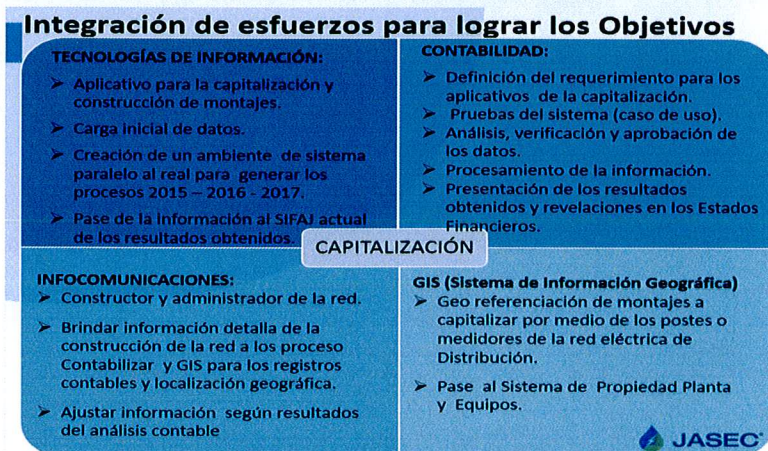 Integración de esfuerzos para lograr los Objetivos
TECNOLOGÍAS DE INFORMACIÓN:
➤ Aplicativo para la capitalización y
construcción de montajes.
➤ Carga inicial de datos.
➤ Creación de un ambiente de sistema
paralelo al real para generar los
procesos 2015 – 2016 - 2017.
➤ Pase de la información al SIFAJ actual
de los resultados obtenidos.
CONTABILIDAD:
➤ Definición del requerimiento para los
aplicativos de la capitalización.
➤ Pruebas del sistema (caso de uso).
➤ Análisis, verificación y aprobación de
los datos.
➤ Procesamiento de la información.
➤ Presentación de los resultados
obtenidos y revelaciones en los Estados
Financieros.
CAPITALIZACIÓN
INFOCOMUNICACIONES:
➤ Constructor y administrador de la red.
➤ Brindar información detalla de la
construcción de la red a los proceso
Contabilizar y GIS para los registros
contables y localización geográfica.
➤ Ajustar información según resultados
del análisis contable
GIS (Sistema de Información Geográfica)
➤ Geo referenciación de montajes a
capitalizar por medio de los postes o
medidores de la red eléctrica de
Distribución.
➤ Pase al Sistema de Propiedad Planta
y Equipos.
JASEC